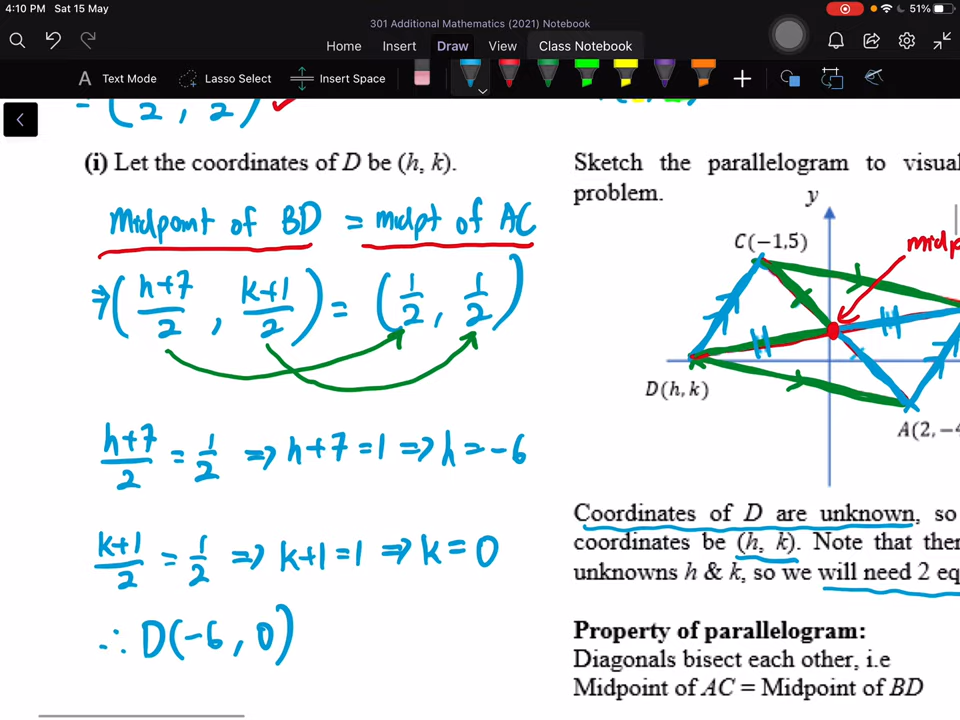 4:10 PM Sat 15 May
51%
301 Additional Mathematics (2021) Notebook
Home Insert Draw View Class Notebook
Text Mode Lasso Select Insert Space
= (2, 2)
(i) Let the coordinates of D be (h, k).
Midpoint of BD = midpt of AC
⇒ (h+7/2, k+1/2) = (1/2, 1/2)
h+7/2 = 1/2 ⇒ h+7 = 1 ⇒ h = -6
k+1/2 = 1/2 ⇒ k+1 = 1 ⇒ k = 0
∴ D(-6, 0)
Sketch the parallelogram to visual
problem.
y
C(−1,5)
midp
D(h, k)
A(2, −4
Coordinates of D are unknown, so
coordinates be (h, k). Note that ther
unknowns h & k, so we will need 2 eq
Property of parallelogram:
Diagonals bisect each other, i.e
Midpoint of AC = Midpoint of BD